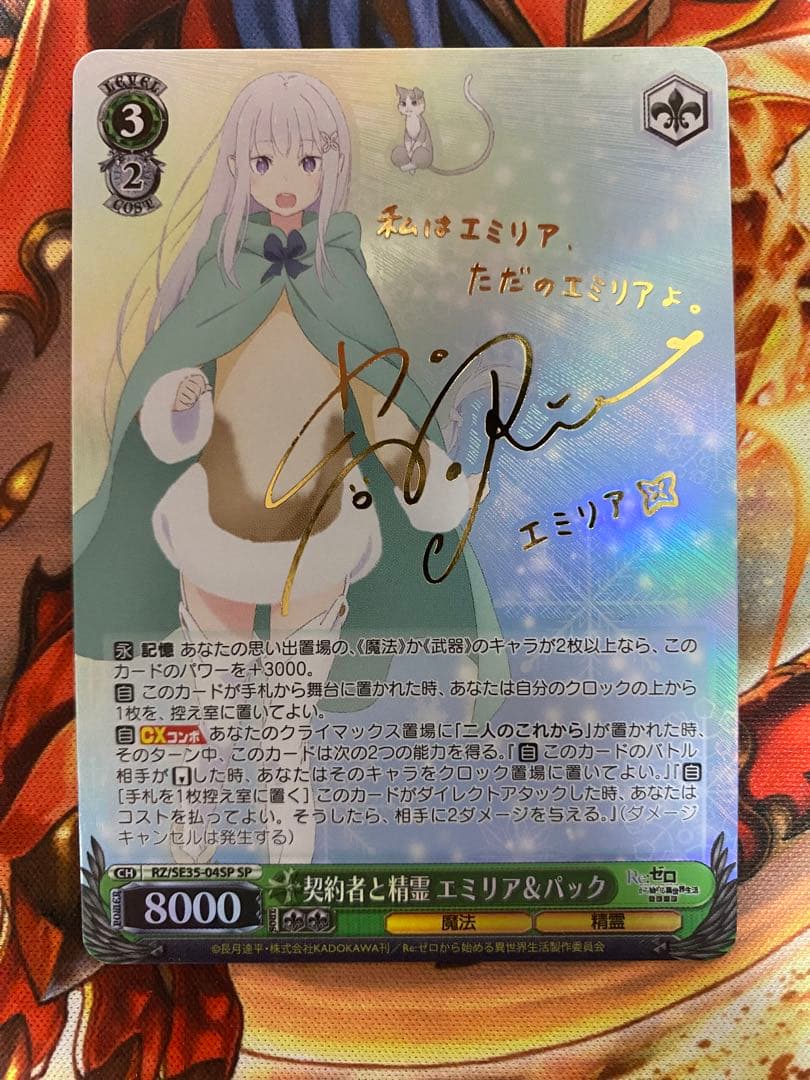 LEVEL
3
2
COST
私はエミリア、
ただのエミリアよ。
エミリア
永 記憶 あなたの思い出置場の、《魔法》か《武器》のキャラが2枚以上なら、この
カードのパワーを+3000。
自 このカードが手札から舞台に置かれた時、あなたは自分のクロックの上から
1枚を、控え室に置いてよい。
自 CXコンボ あなたのクライマックス置場に「二人のこれから」が置かれた時、
そのターン中、このカードは次の2つの能力を得る。『自 このカードのバトル
相手が した時、あなたはそのキャラをクロック置場に置いてよい。』『自
[手札を1枚控え室に置く] このカードがダイレクトアタックした時、あなたは
コストを払ってよい。そうしたら、相手に2ダメージを与える。』(ダメージ
キャンセルは発生する)
CH RZ/SE35-04SP SP
契約者と精霊 エミリア&パック
Re:ゼロ
から始める異世界生活
POWER 8000 SOUL
魔法 精霊
©長月達平・株式会社KADOKAWA刊/Re:ゼロから始める異世界生活製作委員会